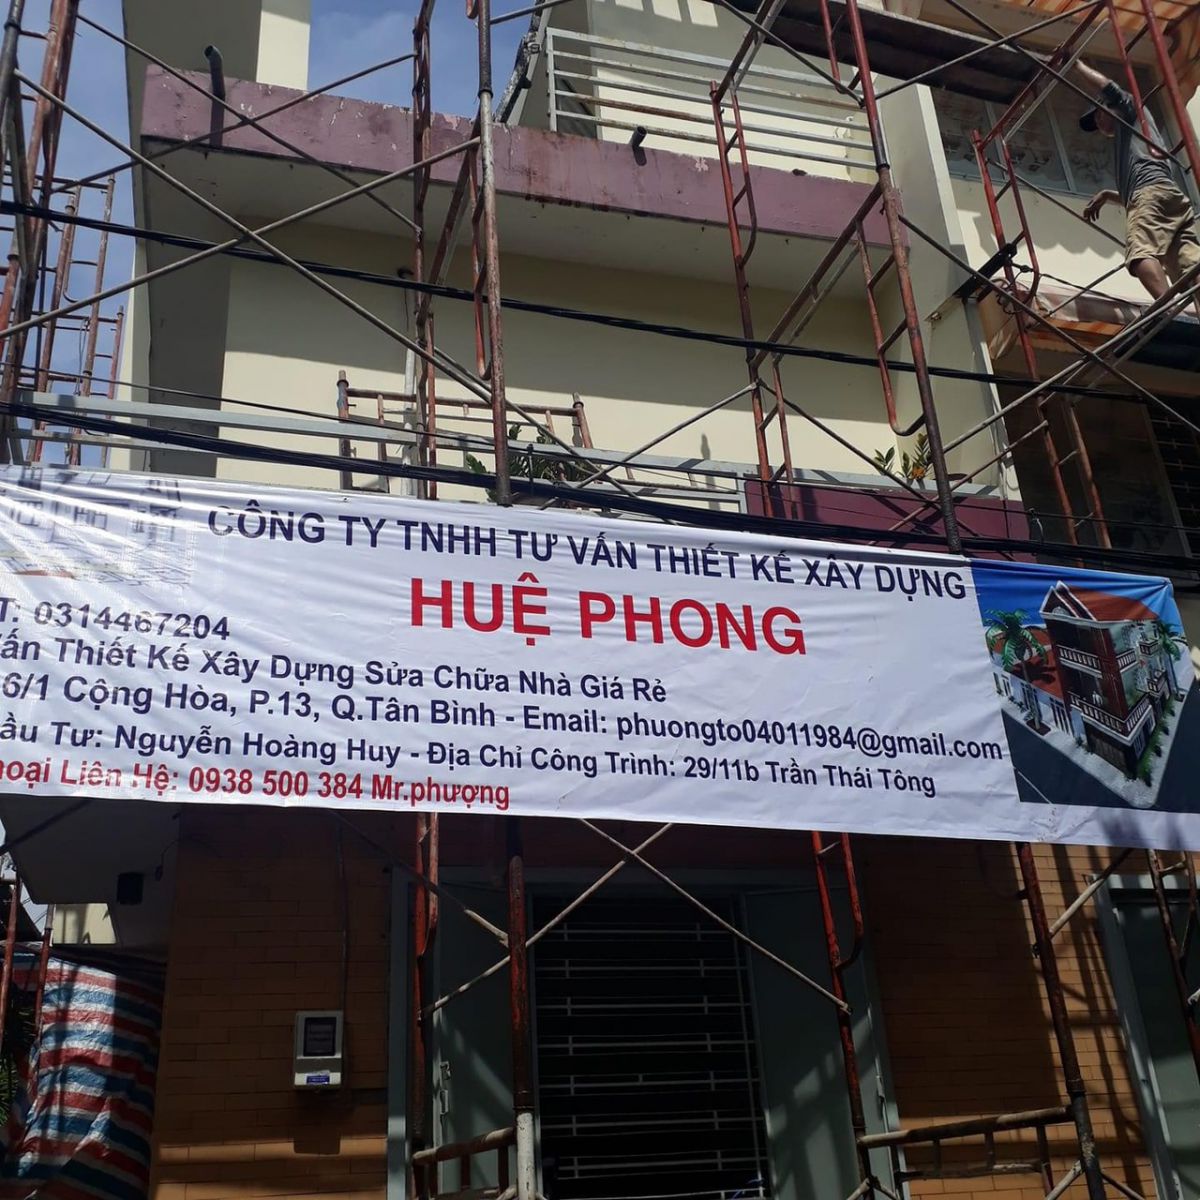 CÔNG TY TNHH TƯ VẤN THIẾT KẾ XÂY DỰNG
HUỆ PHONG
T: 0314467204
Vấn Thiết Kế Xây Dựng Sửa Chữa Nhà Giá Rẻ
6/1 Cộng Hòa, P.13, Q.Tân Bình - Email: phuongto04011984@gmail.com
ầu Tư: Nguyễn Hoàng Huy - Địa Chỉ Công Trình: 29/11b Trần Thái Tông
hoại Liên Hệ: 0938 500 384 Mr.phượng